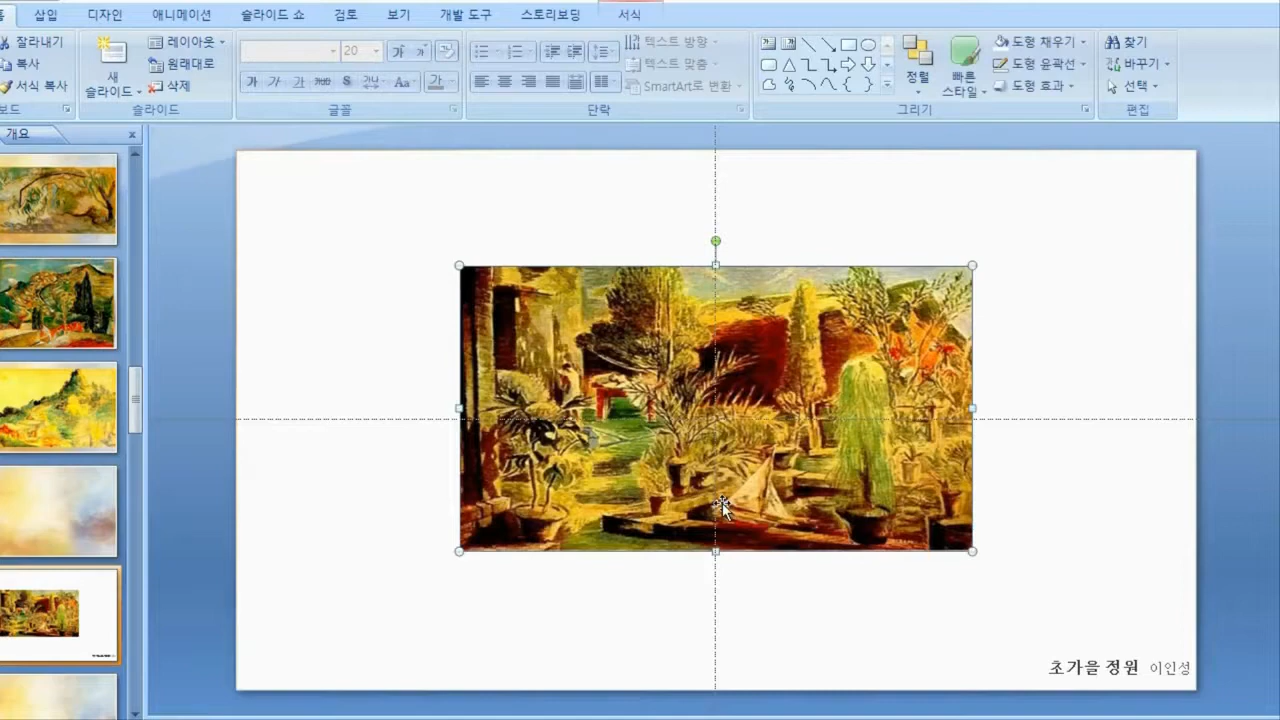 삽입 디자인 애니메이션 슬라이드 쇼 검토 보기 개발 도구 스토리보딩 서식
잘라내기 레이아웃 20 가 가 텍스트 방향 도형 채우기 찾기
복사 새 슬라이드 원래대로 텍스트 맞춤 정렬 빠른 스타일 도형 윤곽선 바꾸기
서식 복사 삭제 가 가 가 가나 S Aa 가 SmartArt로 변환 도형 효과 선택
보드 슬라이드 글꼴 단락 그리기 편집
개요 x
초가을 정원 이인성